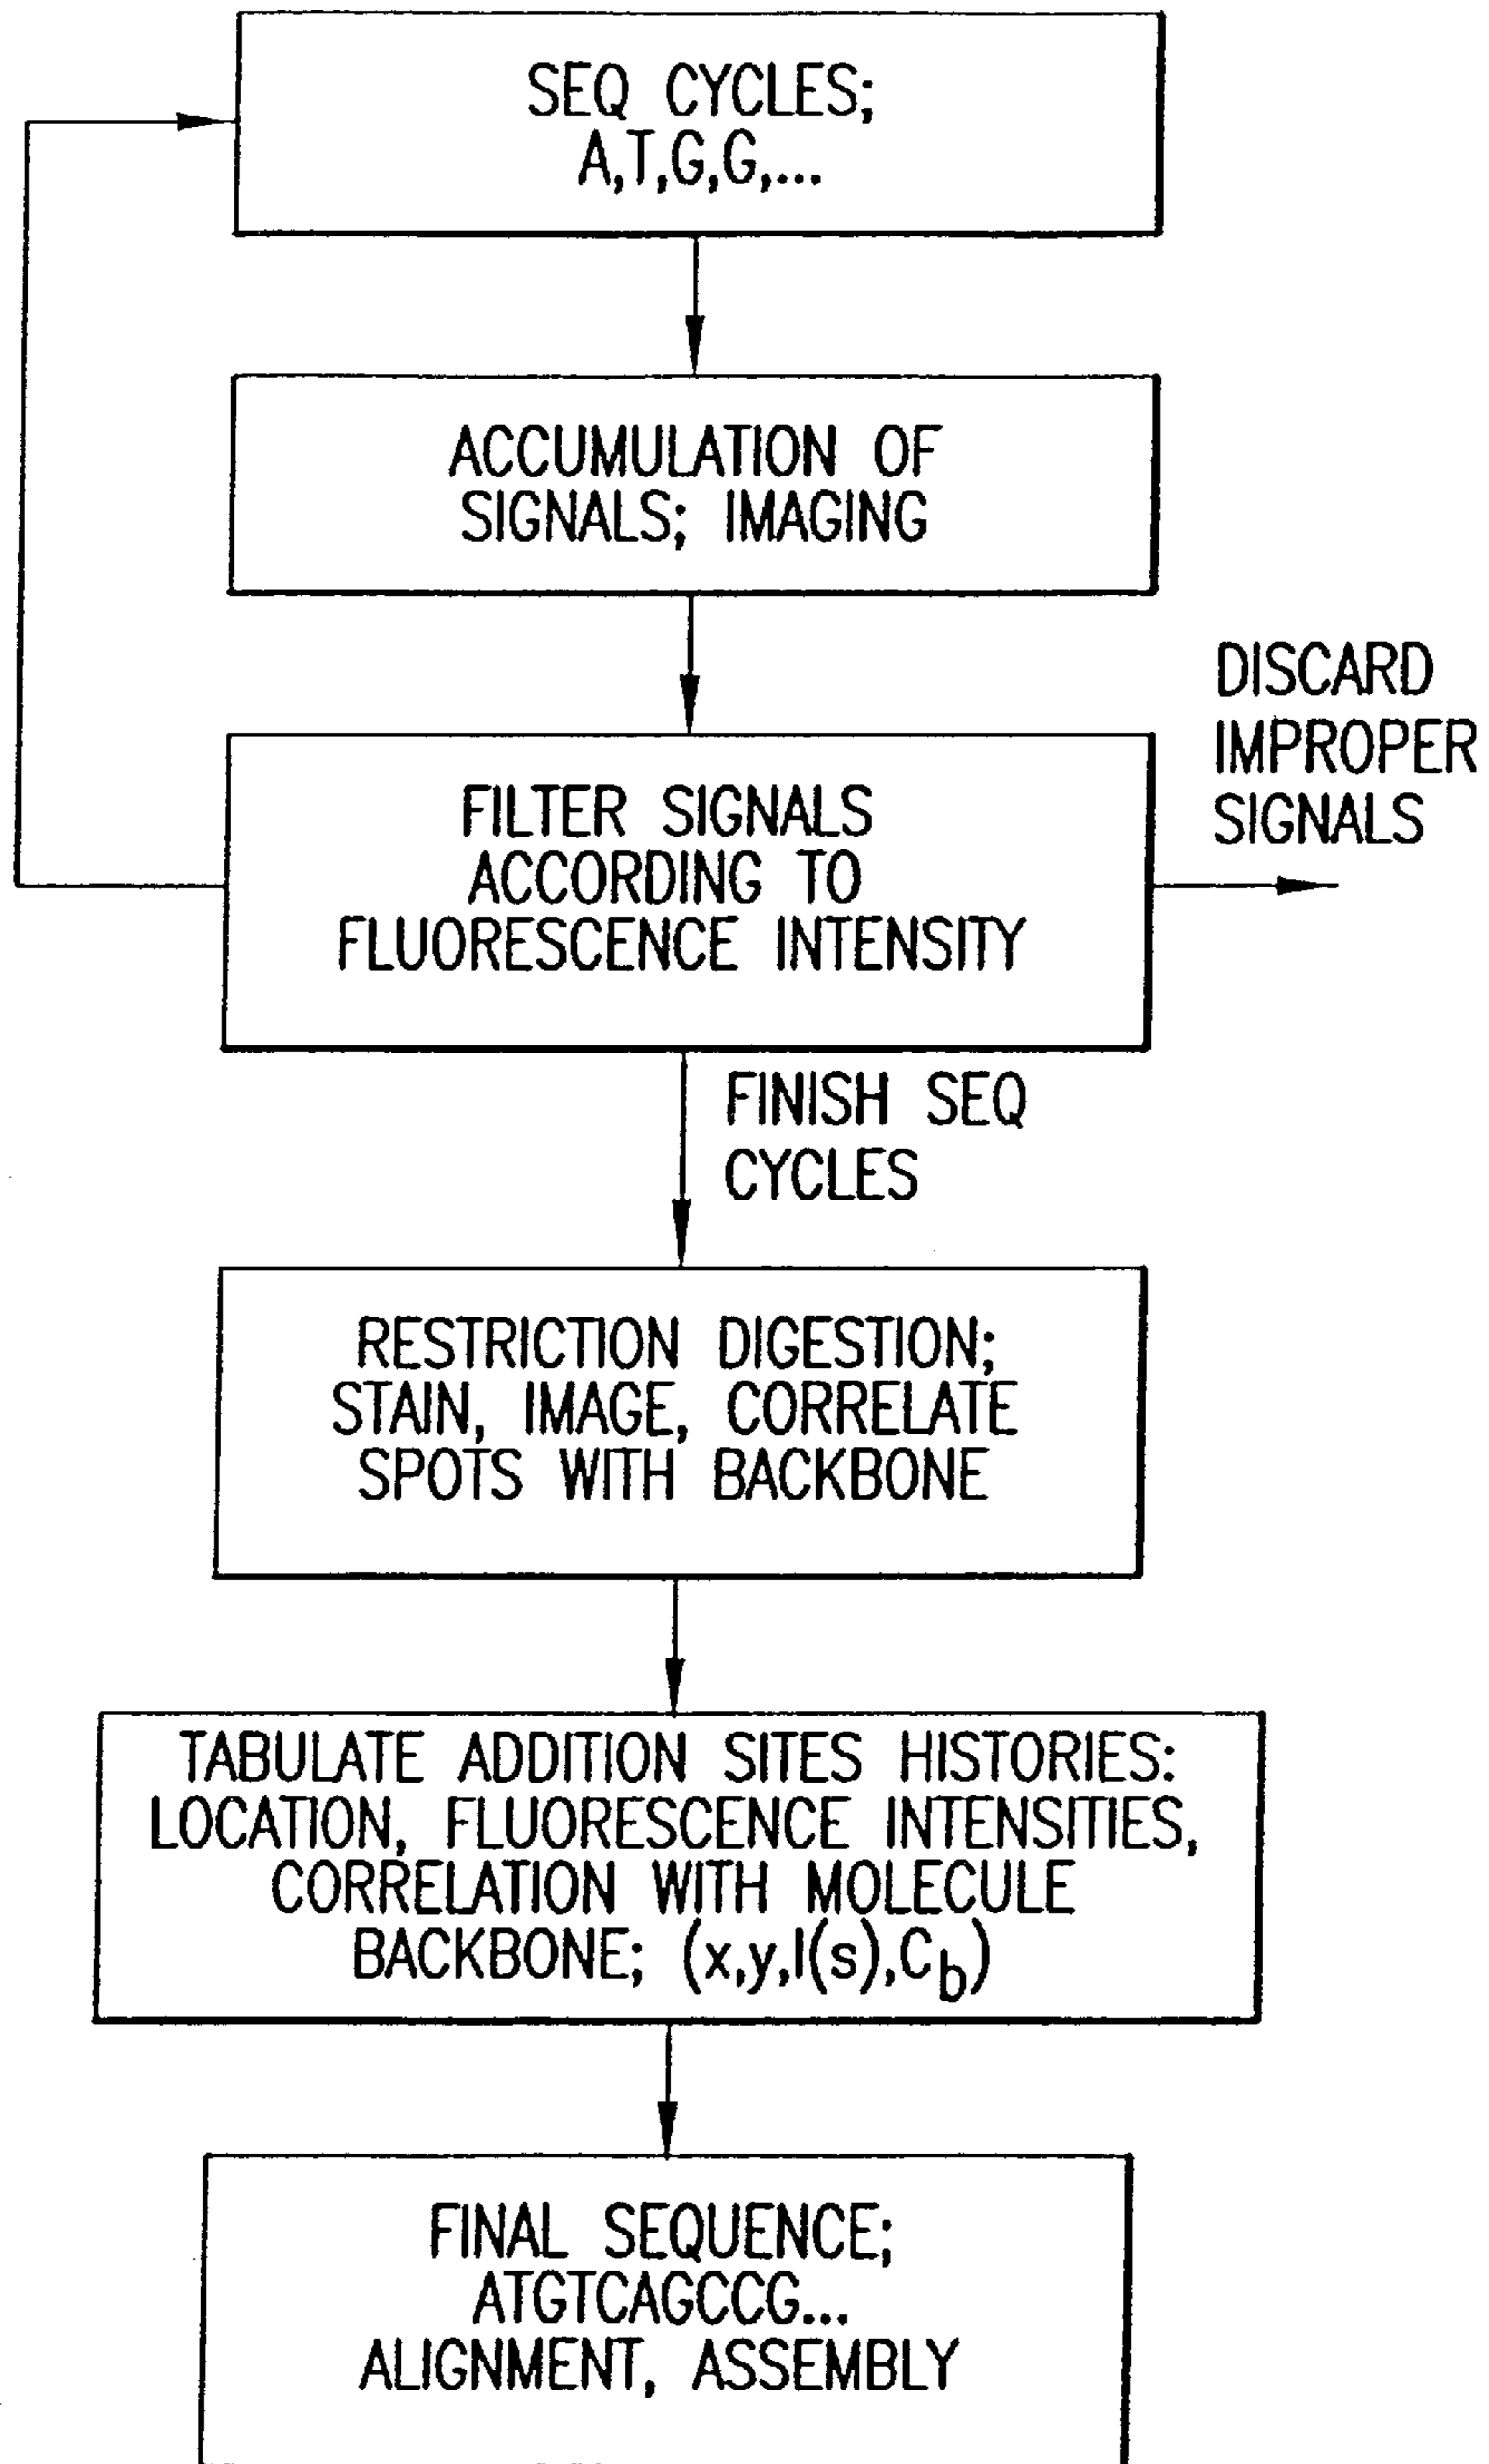 SEQ CYCLES;
A,T,G,G,...
ACCUMULATION OF
SIGNALS; IMAGING
DISCARD
IMPROPER
SIGNALS
FILTER SIGNALS
ACCORDING TO
FLUORESCENCE INTENSITY
FINISH SEQ
CYCLES
RESTRICTION DIGESTION;
STAIN, IMAGE, CORRELATE
SPOTS WITH BACKBONE
TABULATE ADDITION SITES HISTORIES:
LOCATION, FLUORESCENCE INTENSITIES,
CORRELATION WITH MOLECULE
BACKBONE; (x,y,I(s),Cb)
FINAL SEQUENCE;
ATGTCAGCCG...
ALIGNMENT, ASSEMBLY